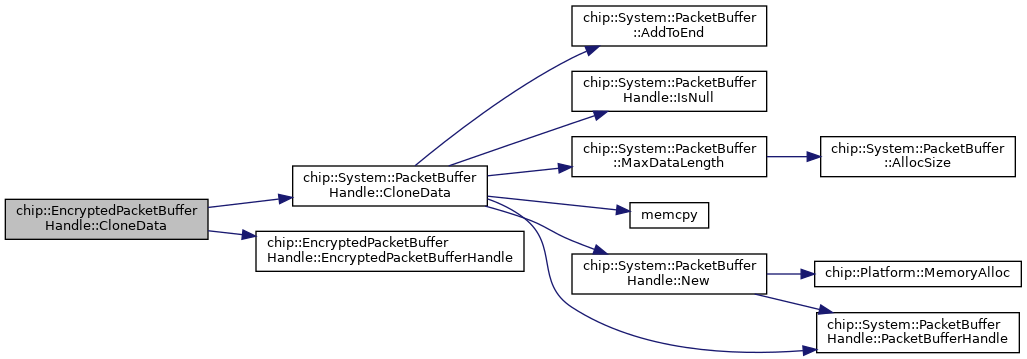 chip::EncryptedPacketBuffer
Handle::CloneData
chip::System::PacketBuffer
Handle::CloneData
chip::EncryptedPacketBuffer
Handle::EncryptedPacketBufferHandle
chip::System::PacketBuffer
::AddToEnd
chip::System::PacketBuffer
Handle::IsNull
chip::System::PacketBuffer
::MaxDataLength
chip::System::PacketBuffer
::AllocSize
memcpy
chip::System::PacketBuffer
Handle::New
chip::Platform::MemoryAlloc
chip::System::PacketBuffer
Handle::PacketBufferHandle